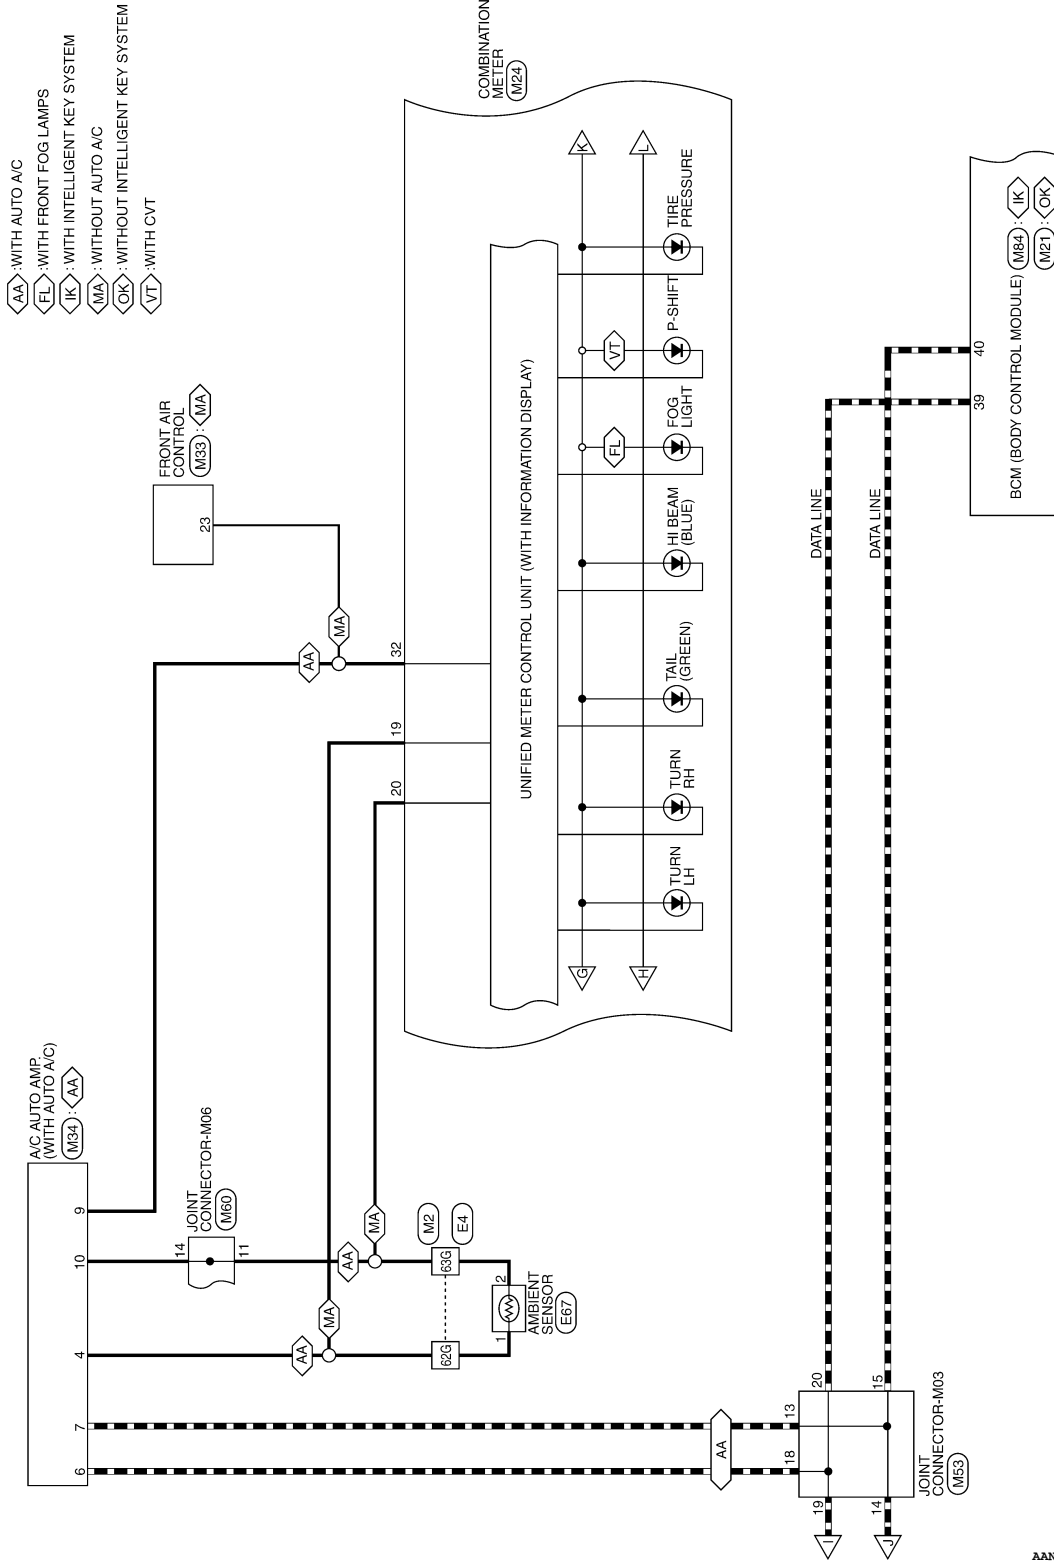 AA :WITH AUTO A/C
FL :WITH FRONT FOG LAMPS
IK : WITH INTELLIGENT KEY SYSTEM
MA : WITHOUT AUTO A/C
OK : WITHOUT INTELLIGENT KEY SYSTEM
VT :WITH CVT
A/C AUTO AMP.
(WITH AUTO A/C)
M34 : AA
6
7
4
10
9
JOINT
CONNECTOR-M06
M60
14
11
FRONT AIR
CONTROL
M33 : MA
23
AA
MA
AA
MA
AA
MA
M2
E4
62G
63G
1
2
AMBIENT
SENSOR
E67
20
19
32
COMBINATION
METER
M24
UNIFIED METER CONTROL UNIT (WITH INFORMATION DISPLAY)
G
K
H
L
FL
VT
TURN
LH
TURN
RH
TAIL
(GREEN)
HI BEAM
(BLUE)
FOG
LIGHT
P-SHIFT
TIRE
PRESSURE
AA
18
13
20
15
19
14
I
J
JOINT
CONNECTOR-M03
M53
DATA LINE
DATA LINE
39
40
BCM (BODY CONTROL MODULE)
M84 : IK
M21 : OK
AAN